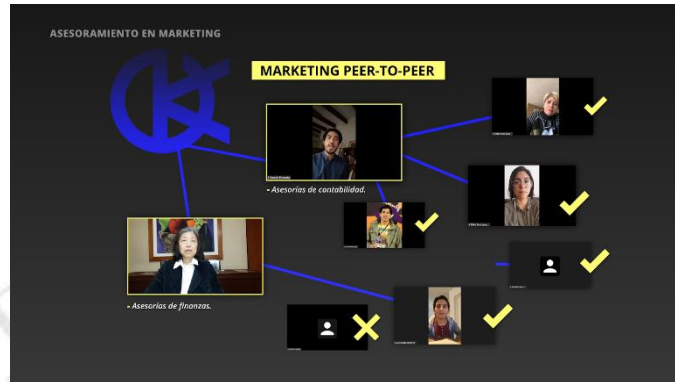 ASESORAMIENTO EN MARKETING
MARKETING PEER-TO-PEER
- Asesorías de contabilidad.
- Asesorías de finanzas.